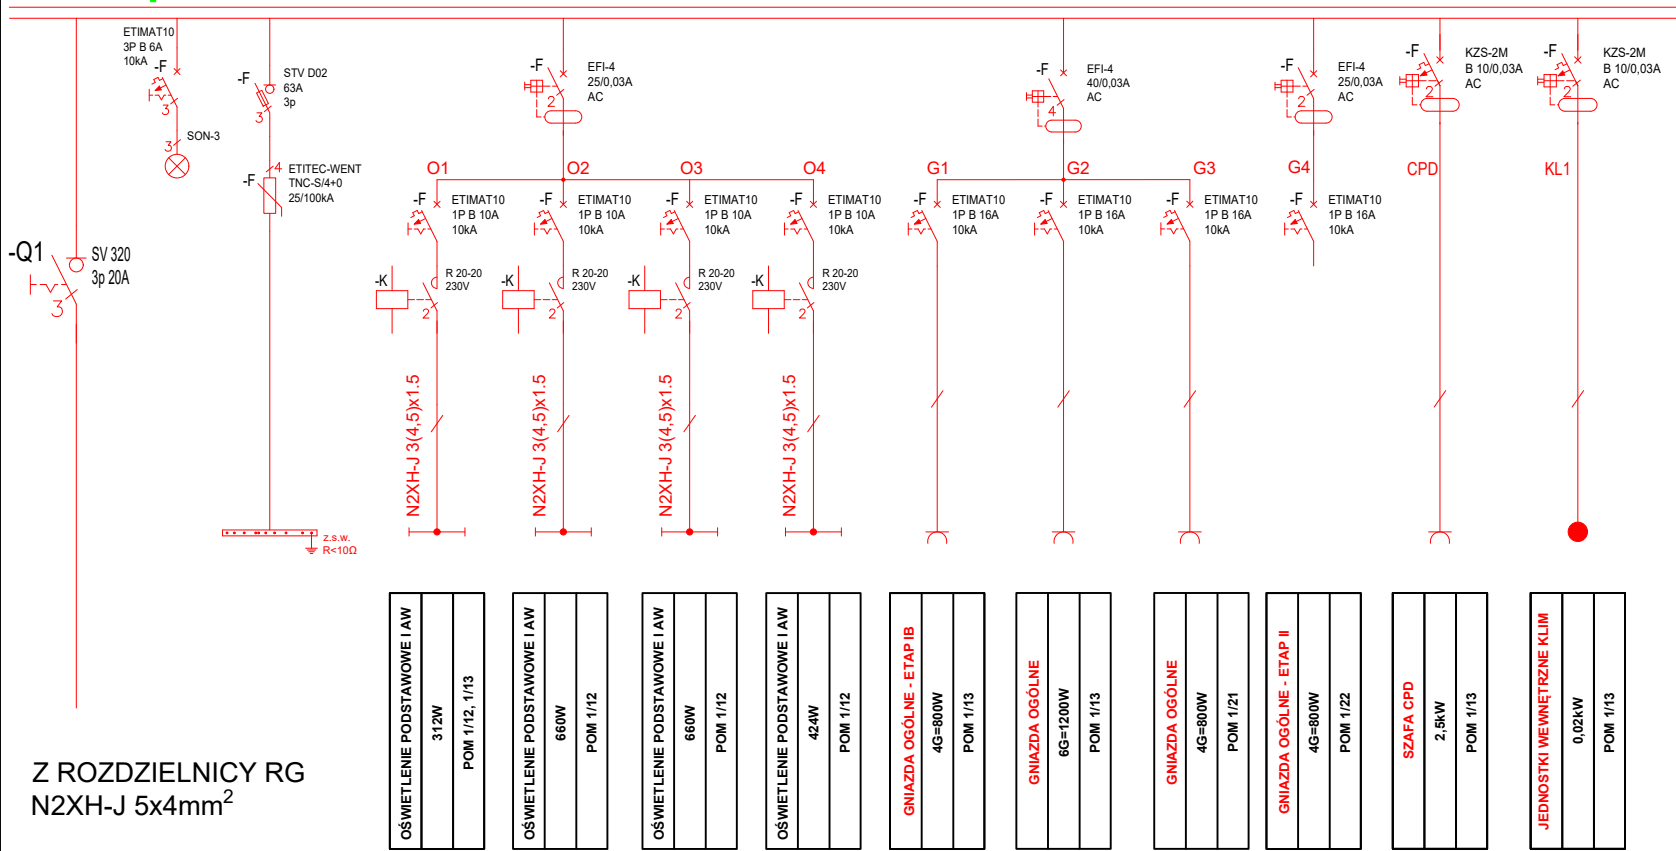 ETIMAT10
3P B 6A
10kA
-F
3
3
SON-3
-F
STV D02
63A
3p
3
4
-F
ETITEC-WENT
TNC-S/4+0
25/100kA
z.s.w.
R<10Ω
-Q1
SV 320
3p 20A
3
-F
EFI-4
25/0,03A
AC
2
-F
EFI-4
40/0,03A
AC
4
-F
EFI-4
25/0,03A
AC
2
-F
KZS-2M
B 10/0,03A
AC
2
-F
KZS-2M
B 10/0,03A
AC
2
O1
O2
O3
O4
G1
G2
G3
G4
CPD
KL1
-F
ETIMAT10
1P B 10A
10kA
-F
ETIMAT10
1P B 10A
10kA
-F
ETIMAT10
1P B 10A
10kA
-F
ETIMAT10
1P B 10A
10kA
-F
ETIMAT10
1P B 16A
10kA
-F
ETIMAT10
1P B 16A
10kA
-F
ETIMAT10
1P B 16A
10kA
-F
ETIMAT10
1P B 16A
10kA
-K
R 20-20
230V
2
-K
R 20-20
230V
2
-K
R 20-20
230V
2
-K
R 20-20
230V
2
N2XH-J 3(4,5)x1.5
N2XH-J 3(4,5)x1.5
N2XH-J 3(4,5)x1.5
N2XH-J 3(4,5)x1.5
OŚWIETLENIE PODSTAWOWE I AW
312W
POM 1/12, 1/13
OŚWIETLENIE PODSTAWOWE I AW
660W
POM 1/12
OŚWIETLENIE PODSTAWOWE I AW
660W
POM 1/12
OŚWIETLENIE PODSTAWOWE I AW
424W
POM 1/12
GNIAZDA OGÓLNE - ETAP IB
4G=800W
POM 1/13
GNIAZDA OGÓLNE
6G=1200W
POM 1/13
GNIAZDA OGÓLNE
4G=800W
POM 1/21
GNIAZDA OGÓLNE - ETAP II
4G=800W
POM 1/22
SZAFA CPD
2,5kW
POM 1/13
JEDNOSTKI WEWNĘTRZNE KLIM
0,02kW
POM 1/13
Z ROZDZIELNICY RG
N2XH-J 5x4mm²